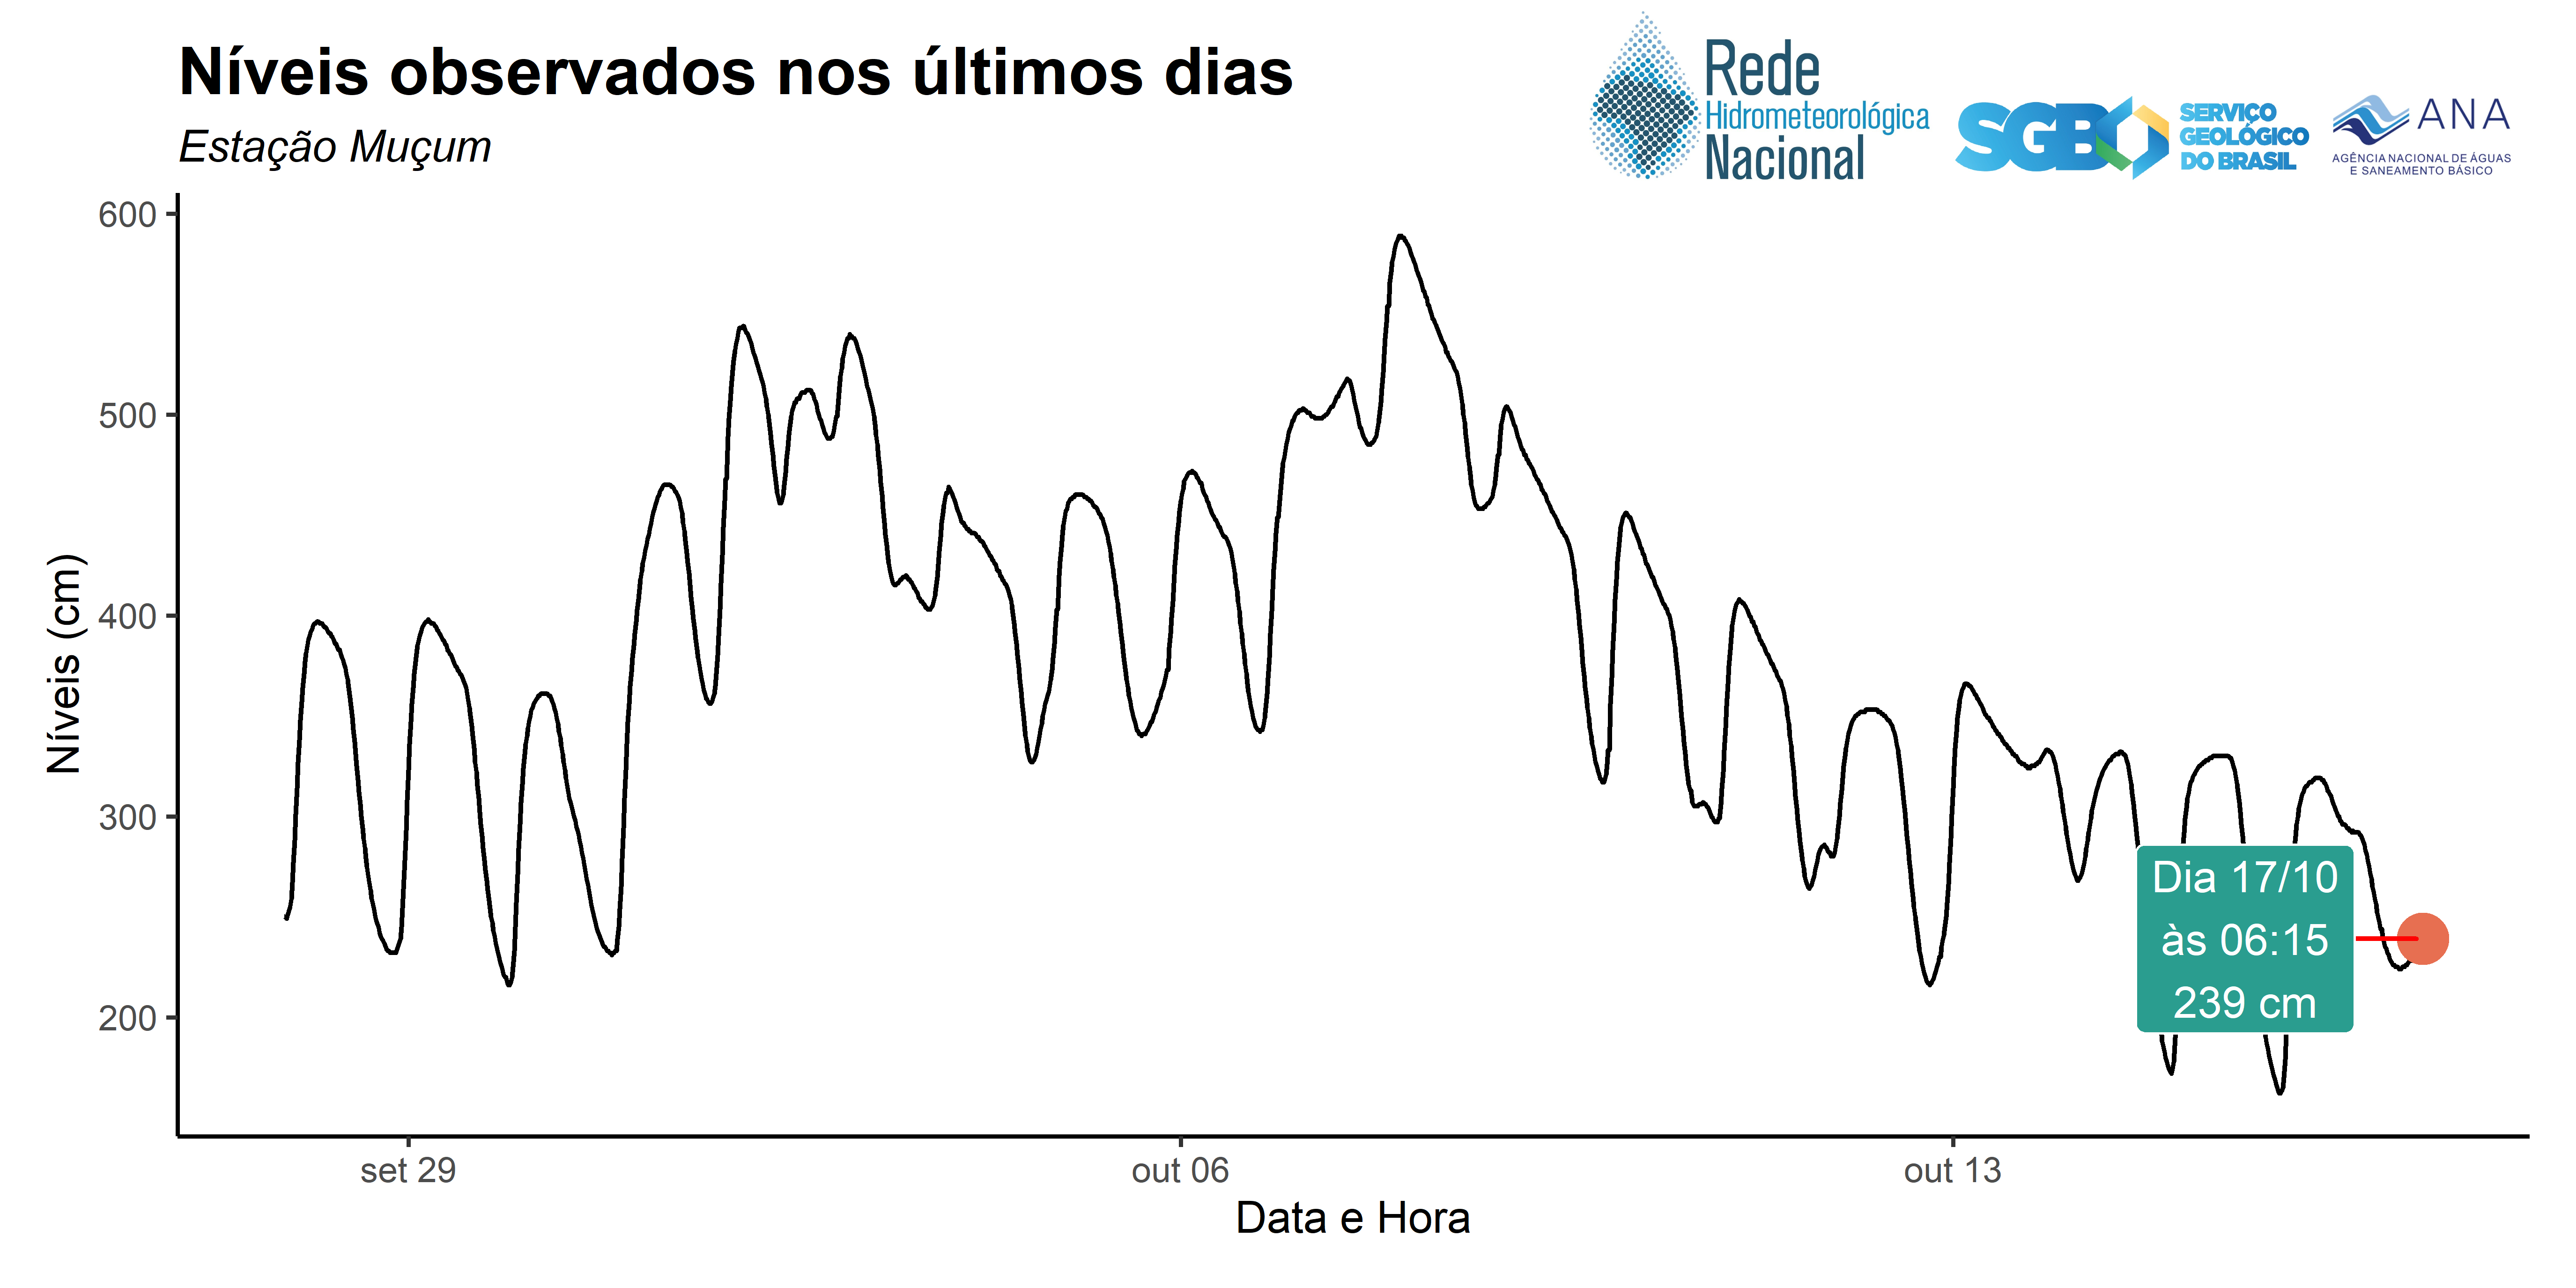 Níveis observados nos últimos dias
Estação Muçum
Rede
Hidrometeorológica
Nacional
SGB
SERVIÇO
GEOLÓGICO
DO BRASIL
ANA
AGÊNCIA NACIONAL DE ÁGUAS
E SANEAMENTO BÁSICO
Níveis (cm)
600
500
400
300
200
Dia 17/10
às 06:15
239 cm
set 29
out 06
out 13
Data e Hora